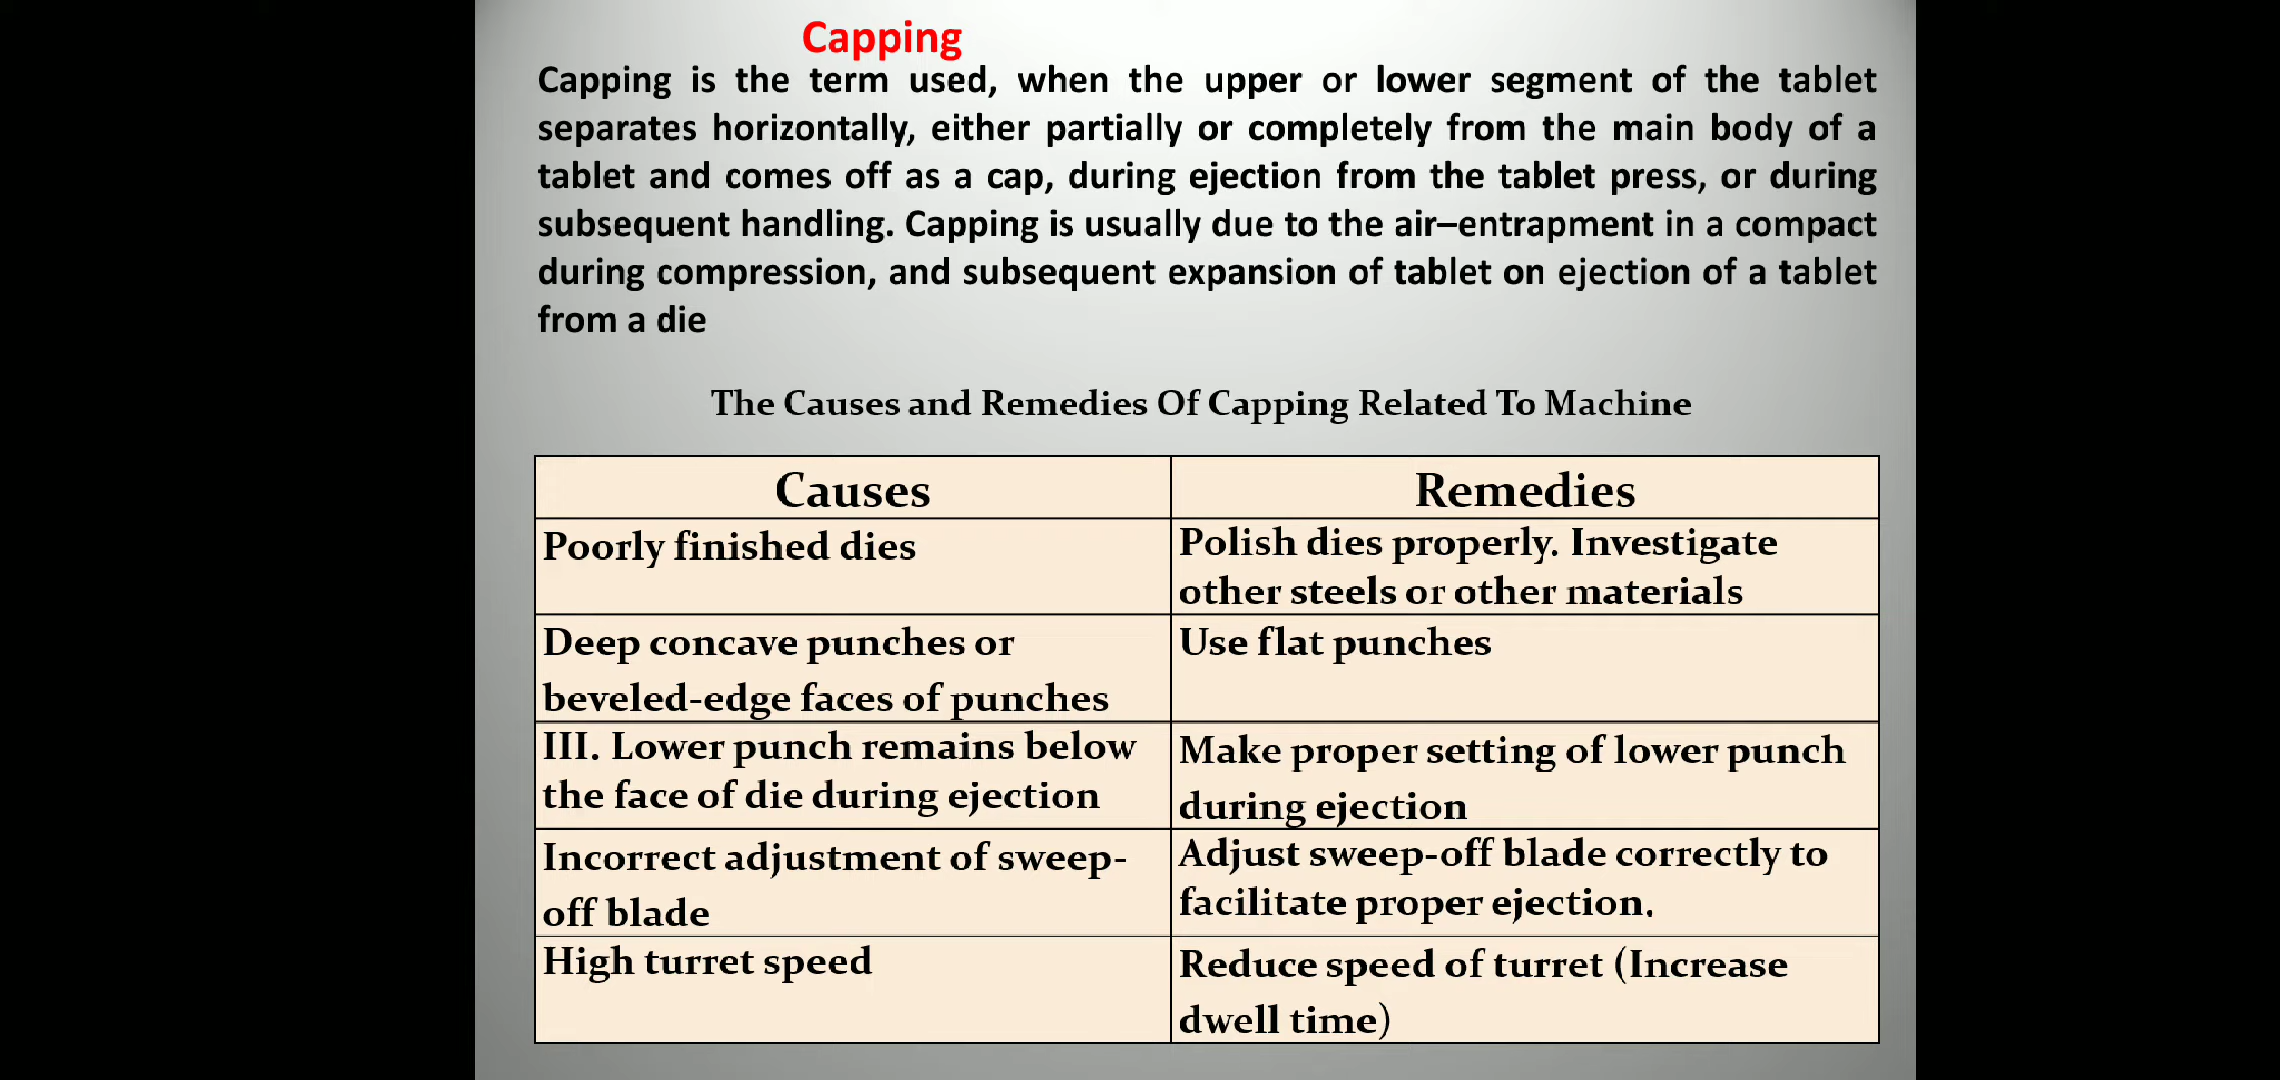 Capping
Capping is the term used, when the upper or lower segment of the tablet
separates horizontally, either partially or completely from the main body of a
tablet and comes off as a cap, during ejection from the tablet press, or during
subsequent handling. Capping is usually due to the air–entrapment in a compact
during compression, and subsequent expansion of tablet on ejection of a tablet
from a die
The Causes and Remedies Of Capping Related To Machine
Causes
Remedies
Poorly finished dies
Polish dies properly. Investigate
other steels or other materials
Deep concave punches or
beveled-edge faces of punches
Use flat punches
III. Lower punch remains below
the face of die during ejection
Make proper setting of lower punch
during ejection
Incorrect adjustment of sweep-
off blade
Adjust sweep-off blade correctly to
facilitate proper ejection.
High turret speed
Reduce speed of turret (Increase
dwell time)